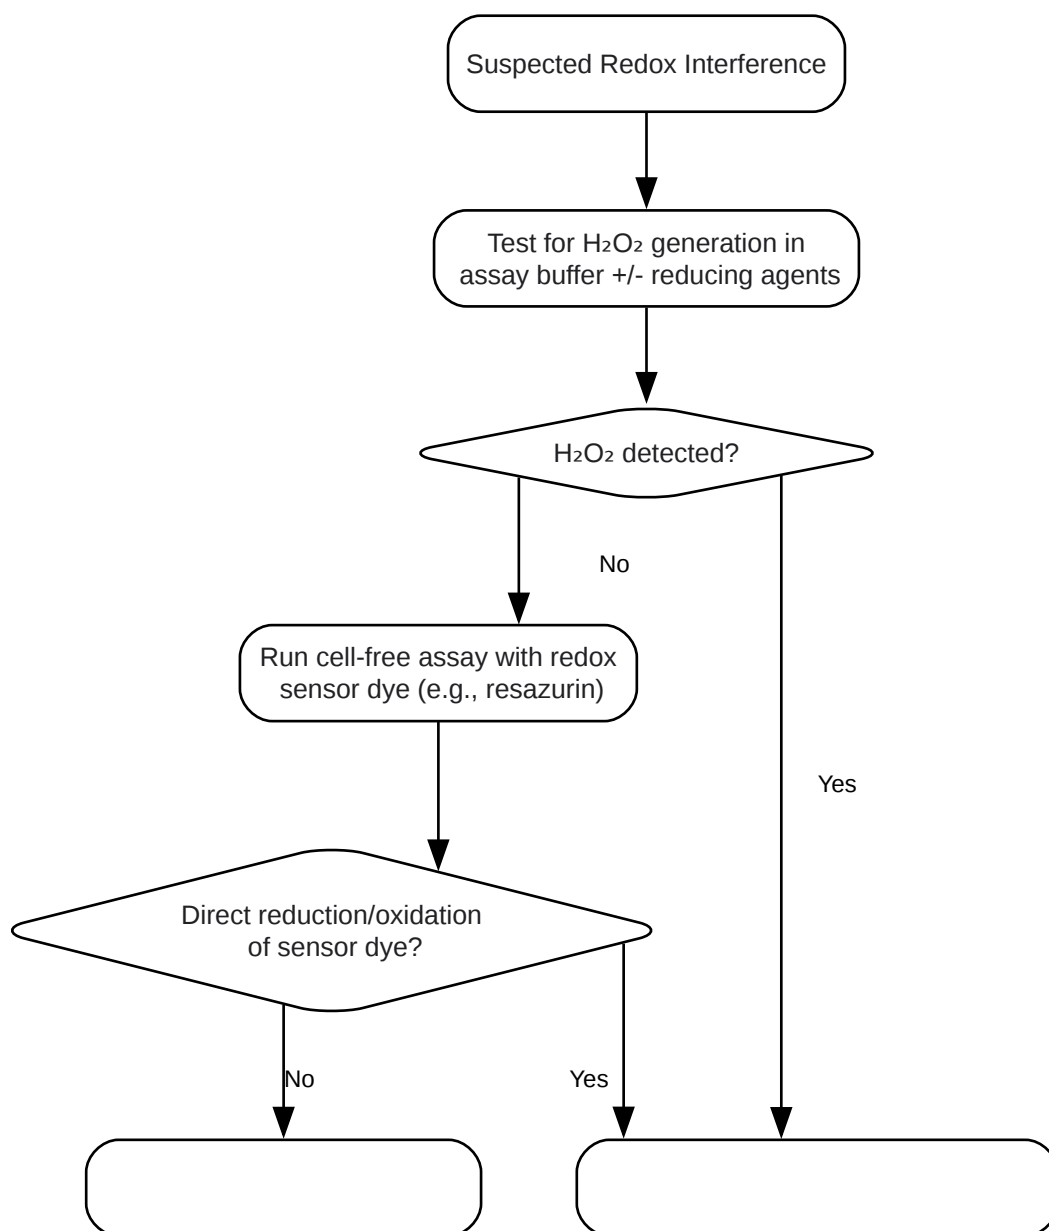 Suspected Redox Interference
Test for H₂O₂ generation in
assay buffer +/- reducing agents
H₂O₂ detected?
No
Run cell-free assay with redox
sensor dye (e.g., resazurin)
Yes
Direct reduction/oxidation
of sensor dye?
No
Yes